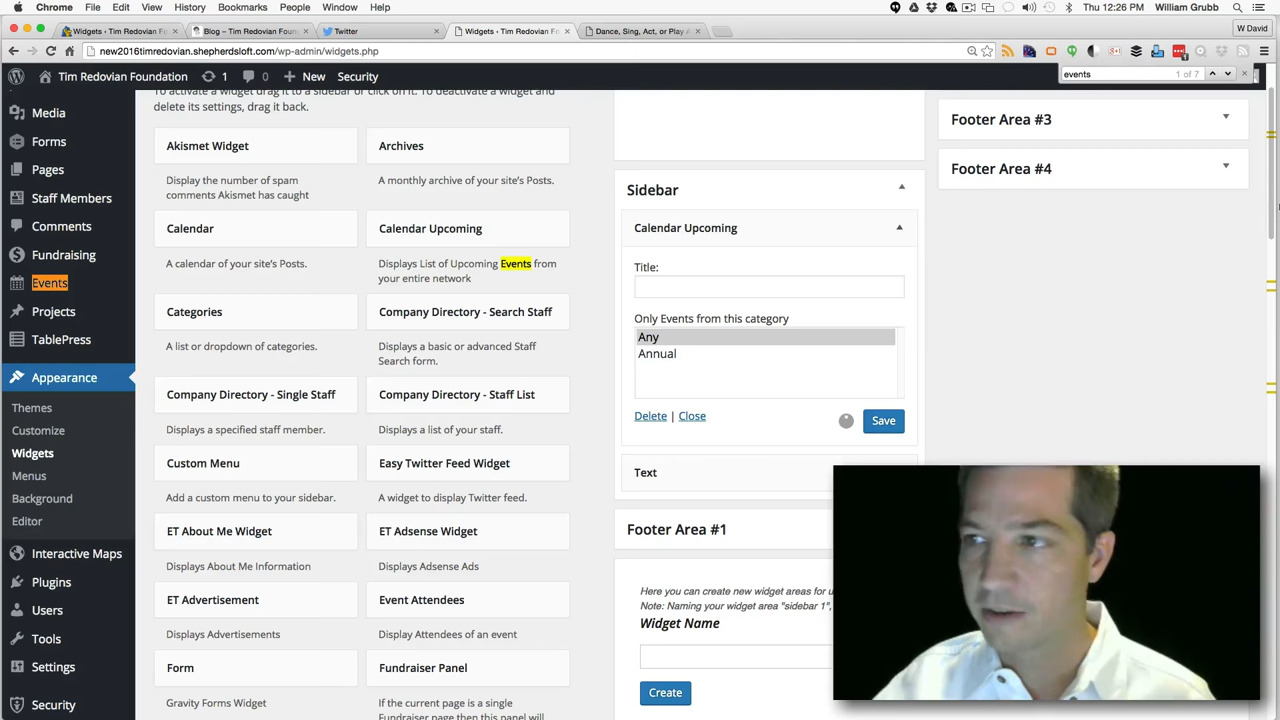 Chrome File Edit View History Bookmarks People Window Help
Thu 12:26 PM William Grubb
Widgets ‹ Tim Redovian Fo
Blog – Tim Redovian Found
Twitter
Widgets ‹ Tim Redovian Fo
Dance, Sing, Act, or Play A
W David
new2016timredovian.shepherdsloft.com/wp-admin/widgets.php
Tim Redovian Foundation 1 0 New Security
events 1 of 7
Media
Forms
Pages
Staff Members
Comments
Fundraising
Events
Projects
TablePress
Appearance
Themes
Customize
Widgets
Menus
Background
Editor
Interactive Maps
Plugins
Users
Tools
Settings
Security
To activate a widget drag it to a sidebar or click on it. To deactivate a widget and
delete its settings, drag it back.
Akismet Widget
Display the number of spam
comments Akismet has caught
Archives
A monthly archive of your site's Posts.
Calendar
A calendar of your site's Posts.
Calendar Upcoming
Displays List of Upcoming Events from
your entire network
Categories
A list or dropdown of categories.
Company Directory - Search Staff
Displays a basic or advanced Staff
Search form.
Company Directory - Single Staff
Displays a specified staff member.
Company Directory - Staff List
Displays a list of your staff.
Custom Menu
Add a custom menu to your sidebar.
Easy Twitter Feed Widget
A widget to display Twitter feed.
ET About Me Widget
Displays About Me Information
ET Adsense Widget
Displays Adsense Ads
ET Advertisement
Displays Advertisements
Event Attendees
Display Attendees of an event
Form
Gravity Forms Widget
Fundraiser Panel
If the current page is a single
Fundraiser page then this panel will
Sidebar
Calendar Upcoming
Title:
Only Events from this category
Any
Annual
Delete | Close
Save
Text
Footer Area #1
Here you can create new widget areas for u
Note: Naming your widget area "sidebar 1",
Widget Name
Create
Footer Area #3
Footer Area #4